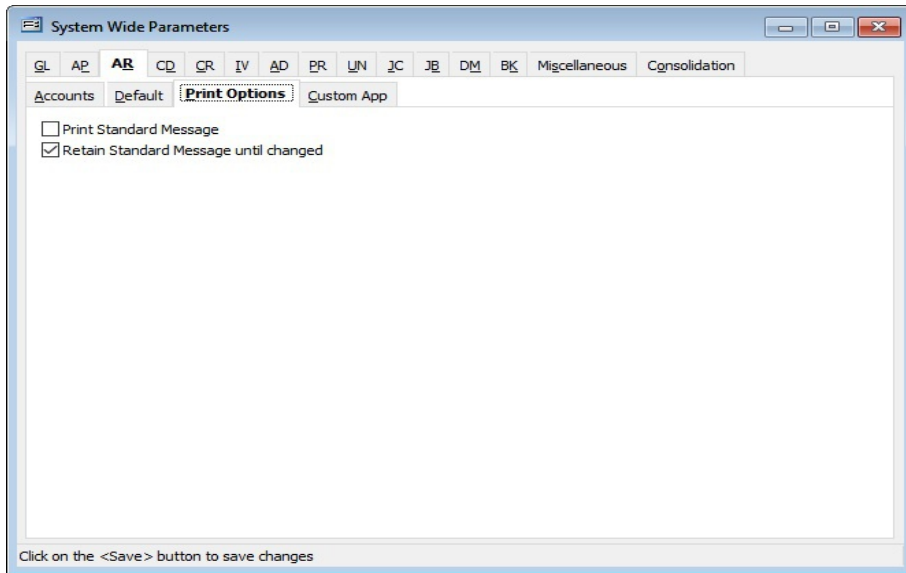 System Wide Parameters
GL AP AR CD CR IV AD PR UN JC JB DM BK Miscellaneous Consolidation
Accounts Default Print Options Custom App
Print Standard Message
Retain Standard Message until changed
Click on the <Save> button to save changes